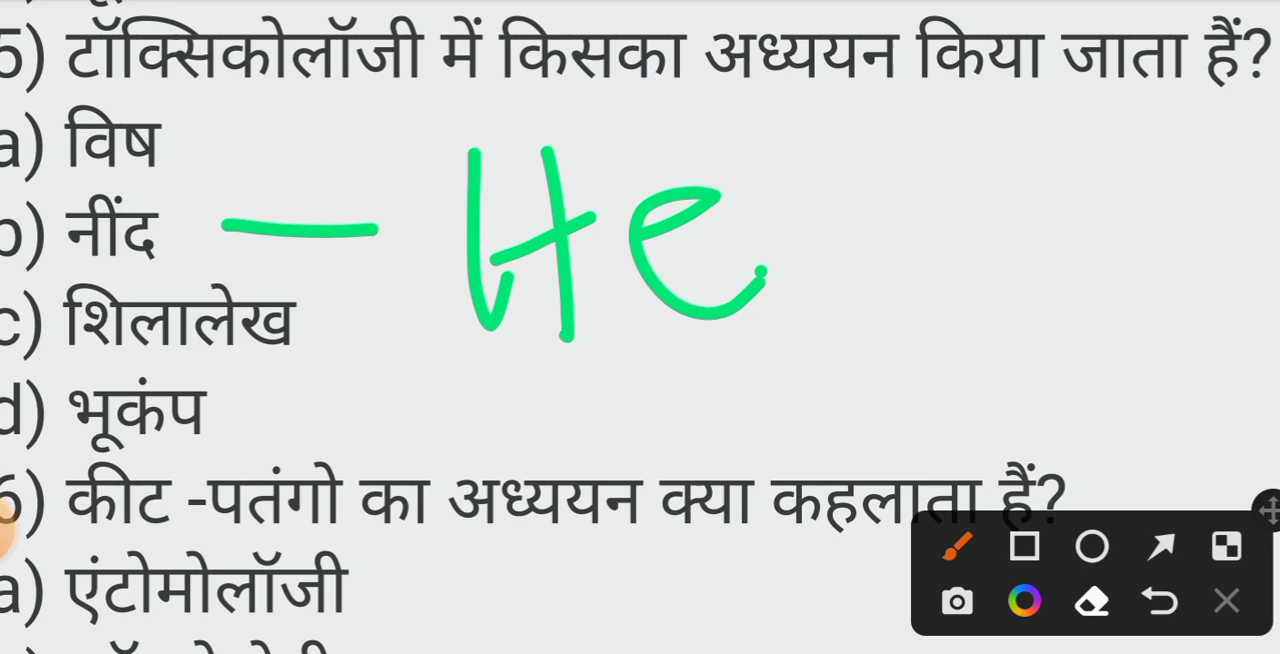 5) टॉक्सिकोलॉजी में किसका अध्ययन किया जाता हैं?
a) विष
b) नींद — He
c) शिलालेख
d) भूकंप
6) कीट -पतंगो का अध्ययन क्या कहलाता हैं?
a) एंटोमोलॉजी